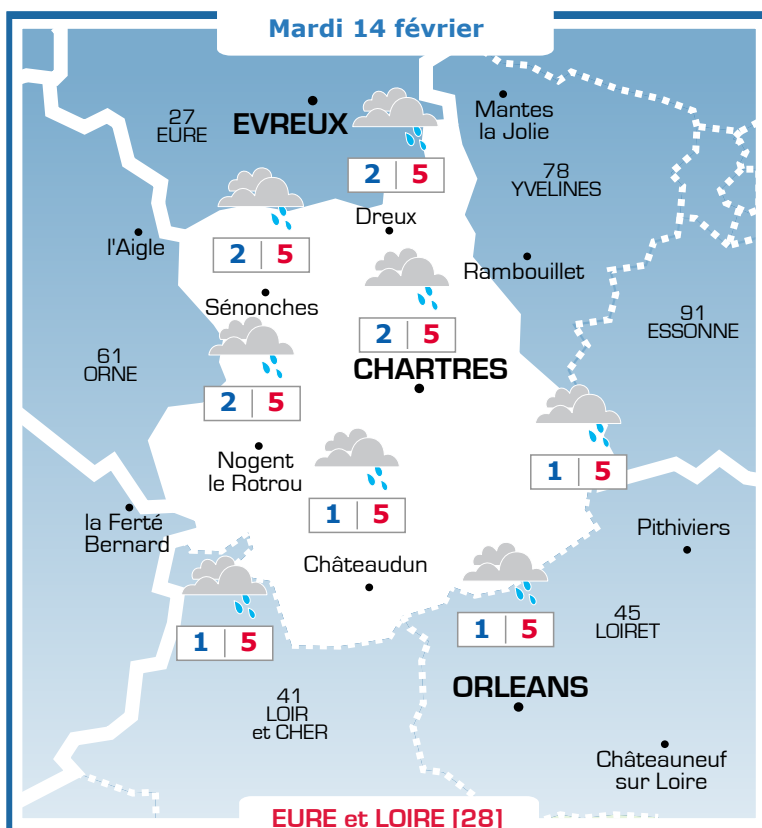 Mardi 14 février
27
EURE
EVREUX
Mantes
la Jolie
2 5
78
YVELINES
Dreux
l'Aigle
2 5
Rambouillet
Sénonches
2 5
91
ESSONNE
61
ORNE
CHARTRES
2 5
Nogent
le Rotrou
1 5
1 5
la Ferté
Bernard
Pithiviers
Châteaudun
1 5
1 5
45
LOIRET
41
LOIR
et CHER
ORLEANS
Châteauneuf
sur Loire
EURE et LOIRE [28]